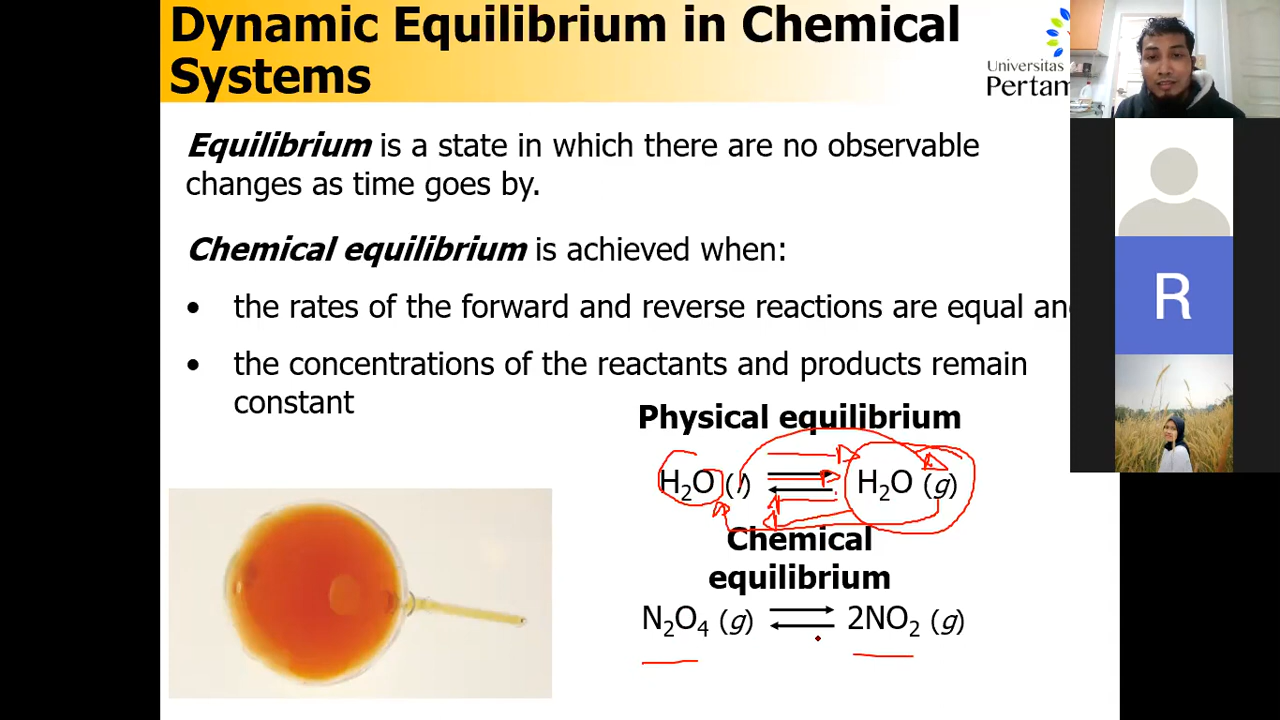 Dynamic Equilibrium in Chemical
Systems
Universitas
Pertam
Equilibrium is a state in which there are no observable
changes as time goes by.
Chemical equilibrium is achieved when:
• the rates of the forward and reverse reactions are equal an
• the concentrations of the reactants and products remain
constant
Physical equilibrium
H₂O (l) ⇌ H₂O (g)
Chemical
equilibrium
N₂O₄ (g) ⇌ 2NO₂ (g)
R